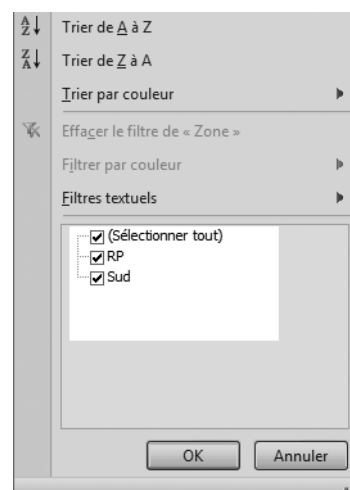 Trier de A à Z
Trier de Z à A
Trier par couleur
Effacer le filtre de « Zone »
Filtrer par couleur
Filtres textuels
(Sélectionner tout)
RP
Sud
OK Annuler